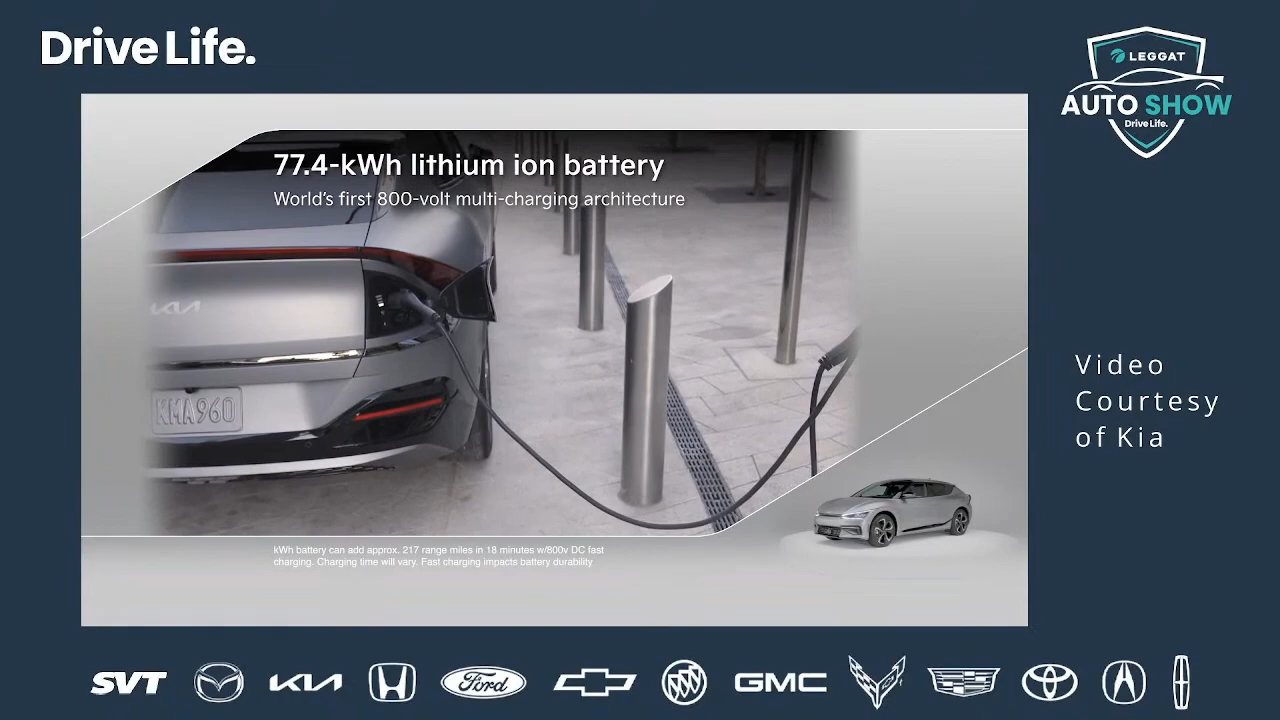 Drive Life.
LEGGAT
AUTO SHOW
Drive Life.
77.4-kWh lithium ion battery
World's first 800-volt multi-charging architecture
KIA
KMA960
kWh battery can add approx. 217 range miles in 18 minutes w/800v DC fast
charging. Charging time will vary. Fast charging impacts battery durability
Video
Courtesy
of Kia
SVT
KIA
Ford
GMC